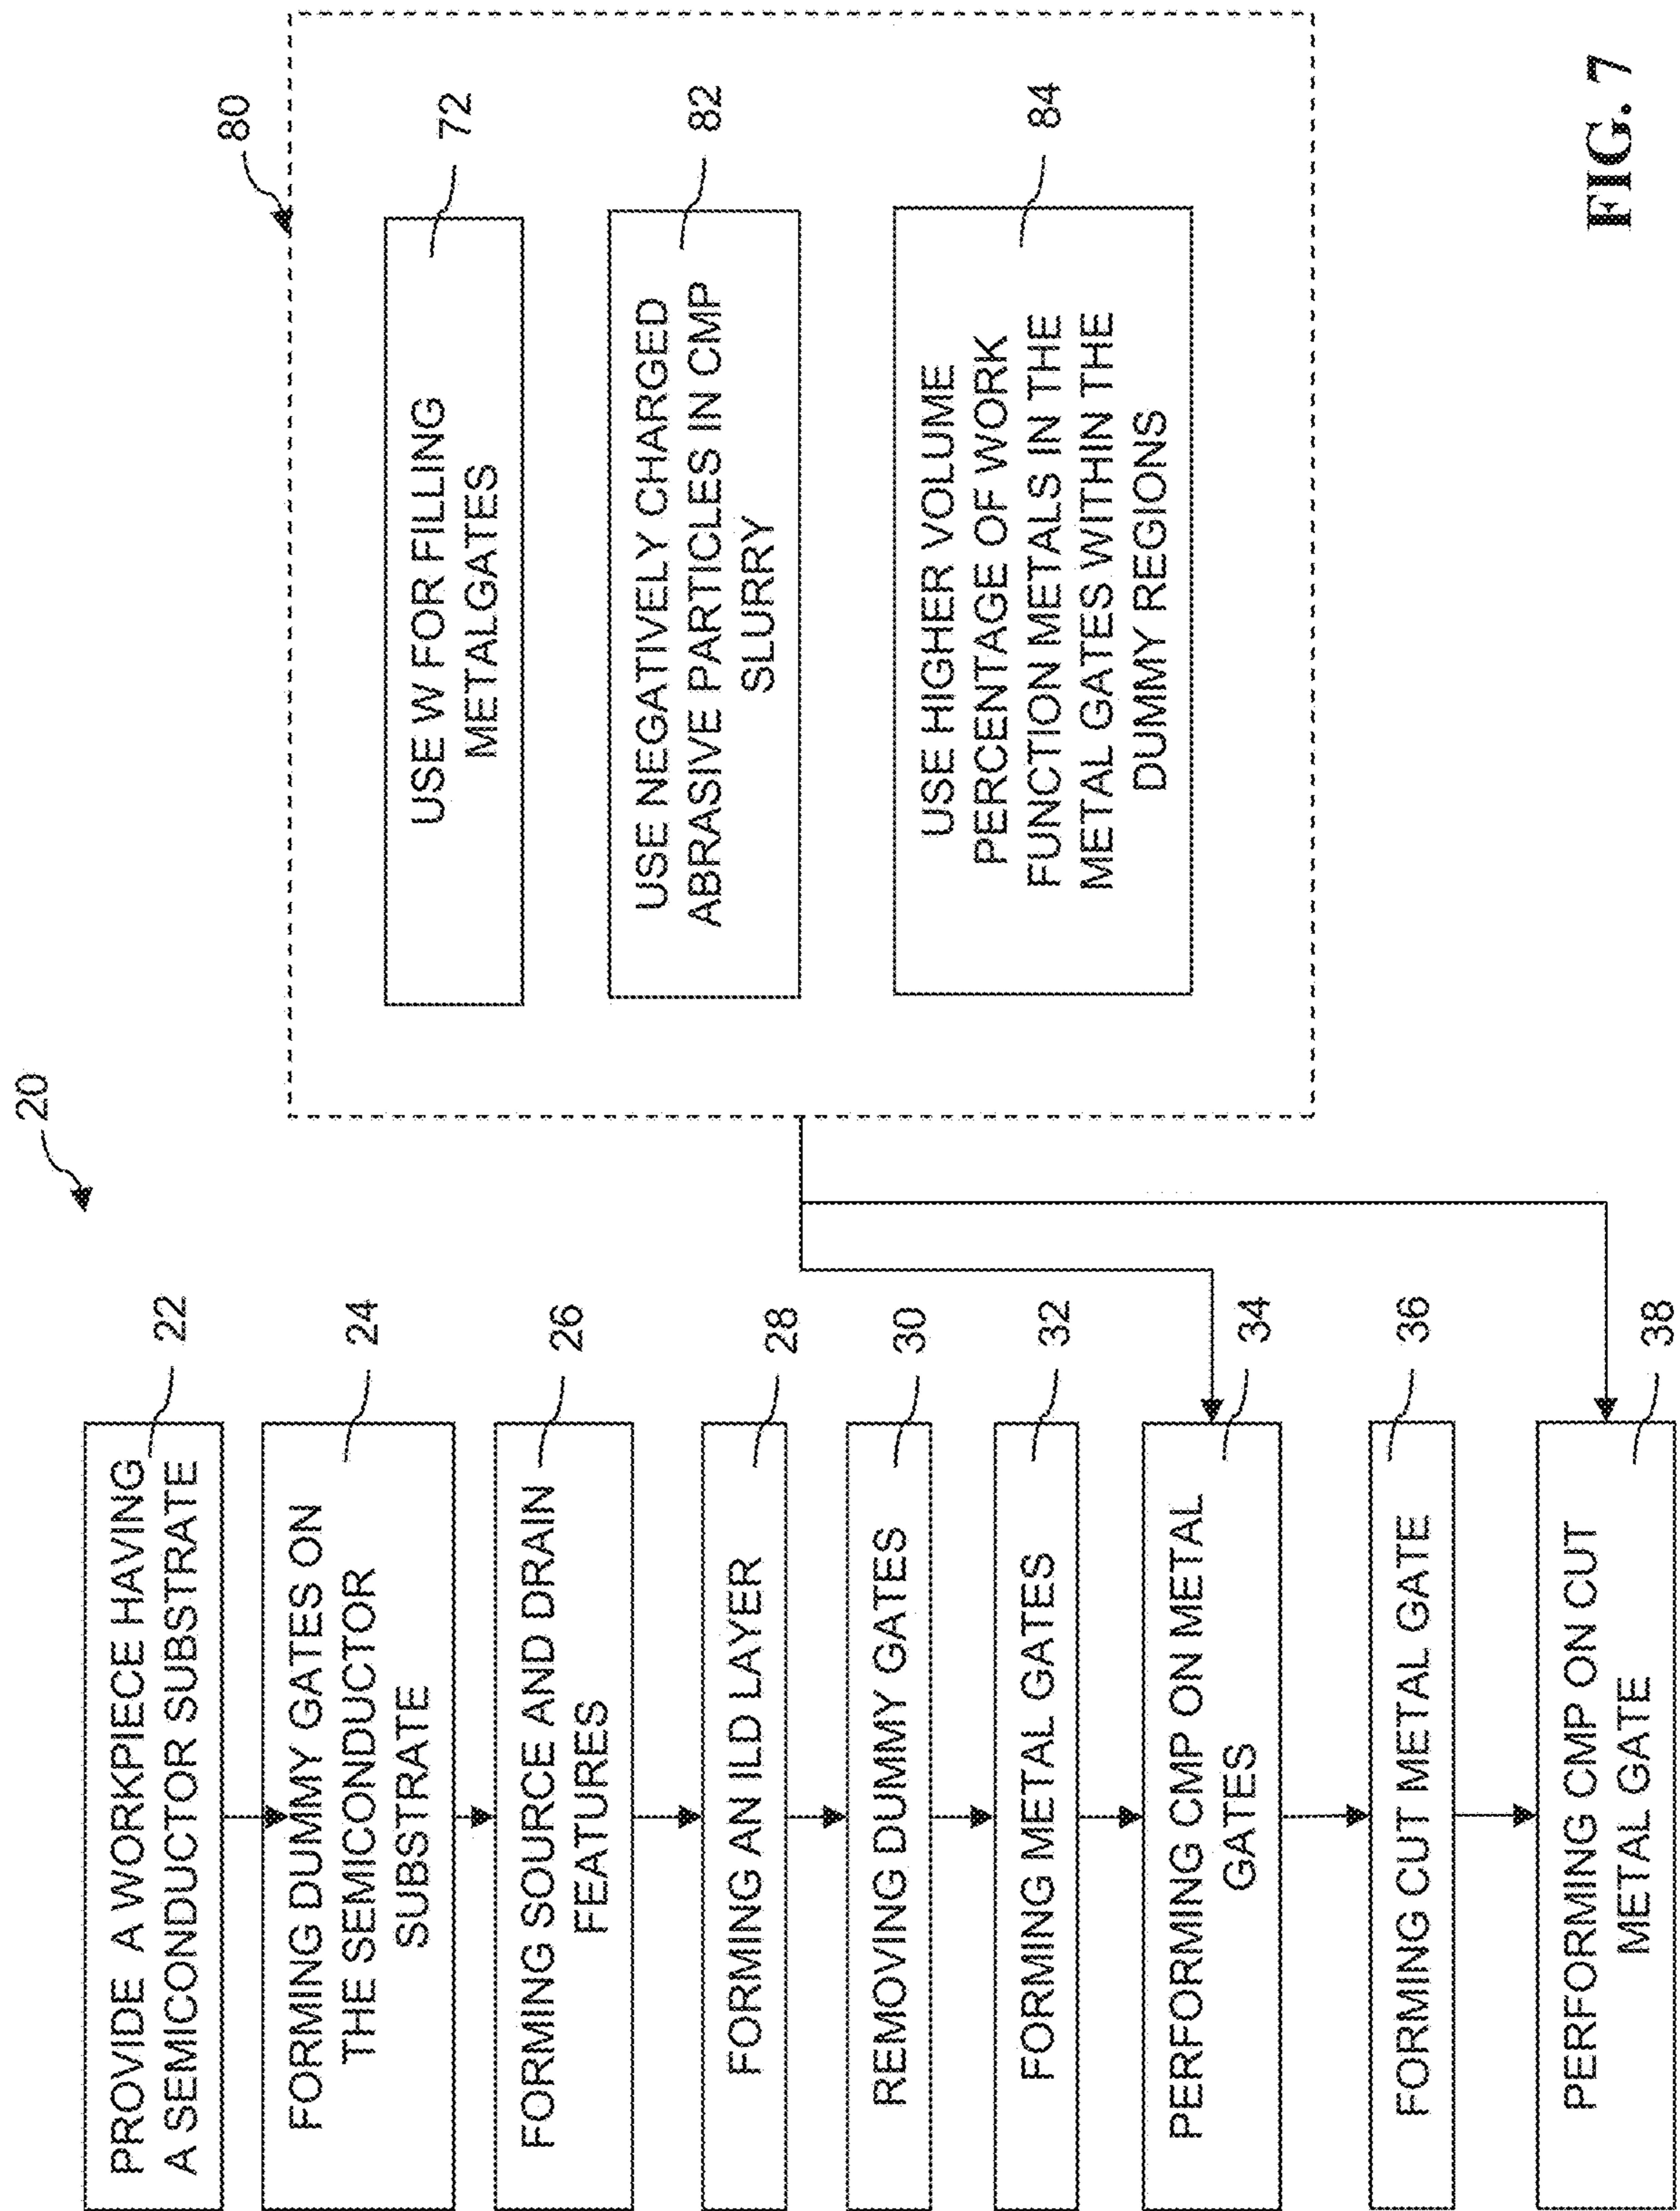 20
PROVIDE A WORKPIECE HAVING
A SEMICONDUCTOR SUBSTRATE
22
FORMING DUMMY GATES ON
THE SEMICONDUCTOR
SUBSTRATE
24
FORMING SOURCE AND DRAIN
FEATURES
26
FORMING AN ILD LAYER
28
REMOVING DUMMY GATES
30
FORMING METAL GATES
32
PERFORMING CMP ON METAL
GATES
34
FORMING CUT METAL GATE
36
PERFORMING CMP ON CUT
METAL GATE
38
80
USE W FOR FILLING
METALGATES
72
USE NEGATIVELY CHARGED
ABRASIVE PARTICLES IN CMP
SLURRY
82
USE HIGHER VOLUME
PERCENTAGE OF WORK
FUNCTION METALS IN THE
METAL GATES WITHIN THE
DUMMY REGIONS
84
FIG. 7